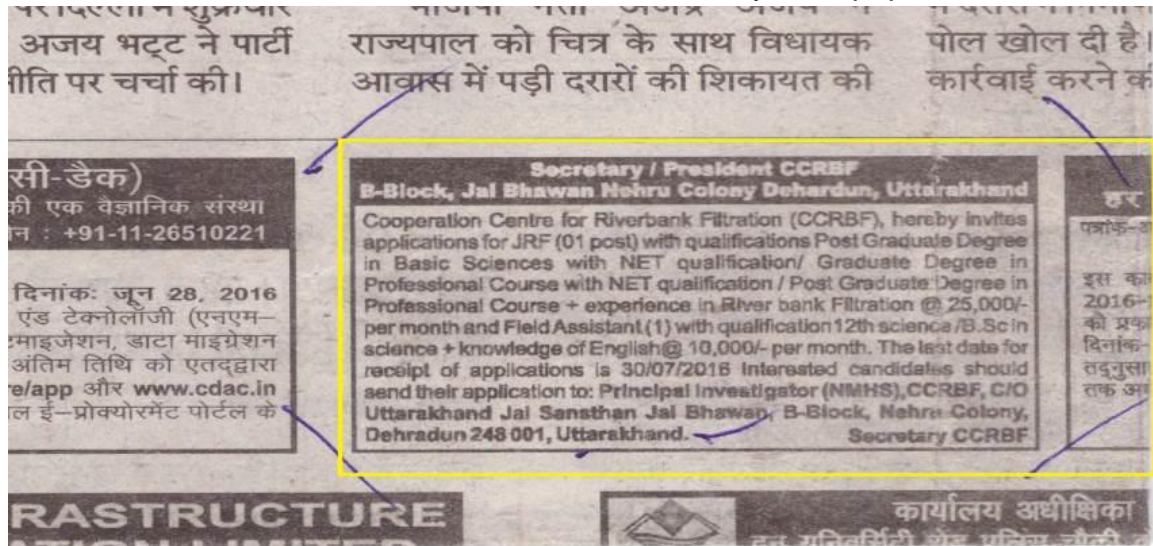 अजय भट्ट ने पार्टी
नीति पर चर्चा की।
राज्यपाल को चित्र के साथ विधायक
आवास में पड़ी दरारों की शिकायत की
पोल खोल दी है।
कार्रवाई करने की
सी-डैक)
की एक वैज्ञानिक संस्था
: +91-11-26510221
दिनांक: जून 28, 2016
एंड टेक्नोलॉजी (एनएम–
डाटा माइग्रेशन
अंतिम तिथि को एतद्द्वारा
e/app और www.cdac.in
ई–प्रोक्योरमेंट पोर्टल के
Secretary / President CCRBF
B-Block, Jal Bhawan Nehru Colony Dehardun, Uttarakhand
Cooperation Centre for Riverbank Filtration (CCRBF), hereby invites
applications for JRF (01 post) with qualifications Post Graduate Degree
in Basic Sciences with NET qualification/ Graduate Degree in
Professional Course with NET qualification / Post Graduate Degree in
Professional Course + experience in River bank Filtration @ 25,000/-
per month and Field Assistant (1) with qualification 12th science /B.Sc in
science + knowledge of English@ 10,000/- per month. The last date for
receipt of applications is 30/07/2016 Interested candidates should
send their application to: Principal Investigator (NMHS), CCRBF, C/O
Uttarakhand Jal Sansthan Jal Bhawan, B-Block, Nehru Colony,
Dehradun 248 001, Uttarakhand. Secretary CCRBF
हर
इस
2016-
दिनांक-
RASTRUCTURE
ATION LIMITED
कार्यालय अधीक्षिका